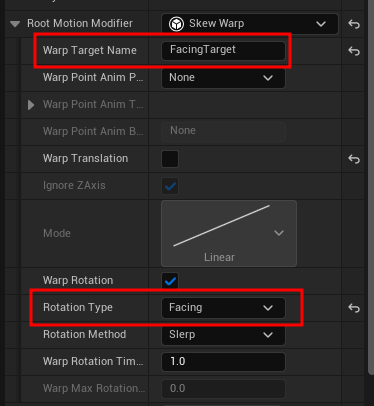 Root Motion Modifier Skew Warp
Warp Target Name FacingTarget
Warp Point Anim P... None
Warp Point Anim T...
Warp Point Anim B... None
Warp Translation
Ignore ZAxis
Mode
Linear
Warp Rotation
Rotation Type Facing
Rotation Method Slerp
Warp Rotation Tim... 1.0
Warp Max Rotation... 0.0